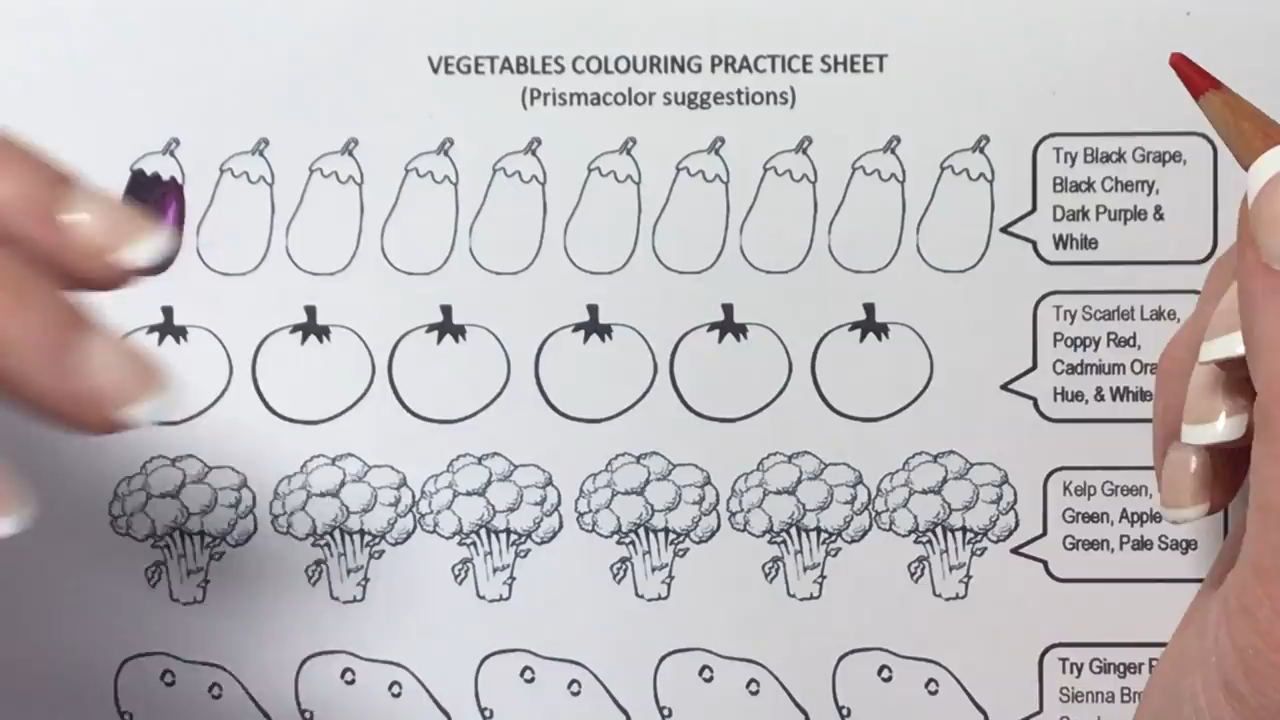 VEGETABLES COLOURING PRACTICE SHEET
(Prismacolor suggestions)
Try Black Grape,
Black Cherry,
Dark Purple &
White
Try Scarlet Lake,
Poppy Red,
Cadmium
Hue, & White
Kelp Green,
Green, Apple
Green, Pale Sage
Try Ginger
Sienna